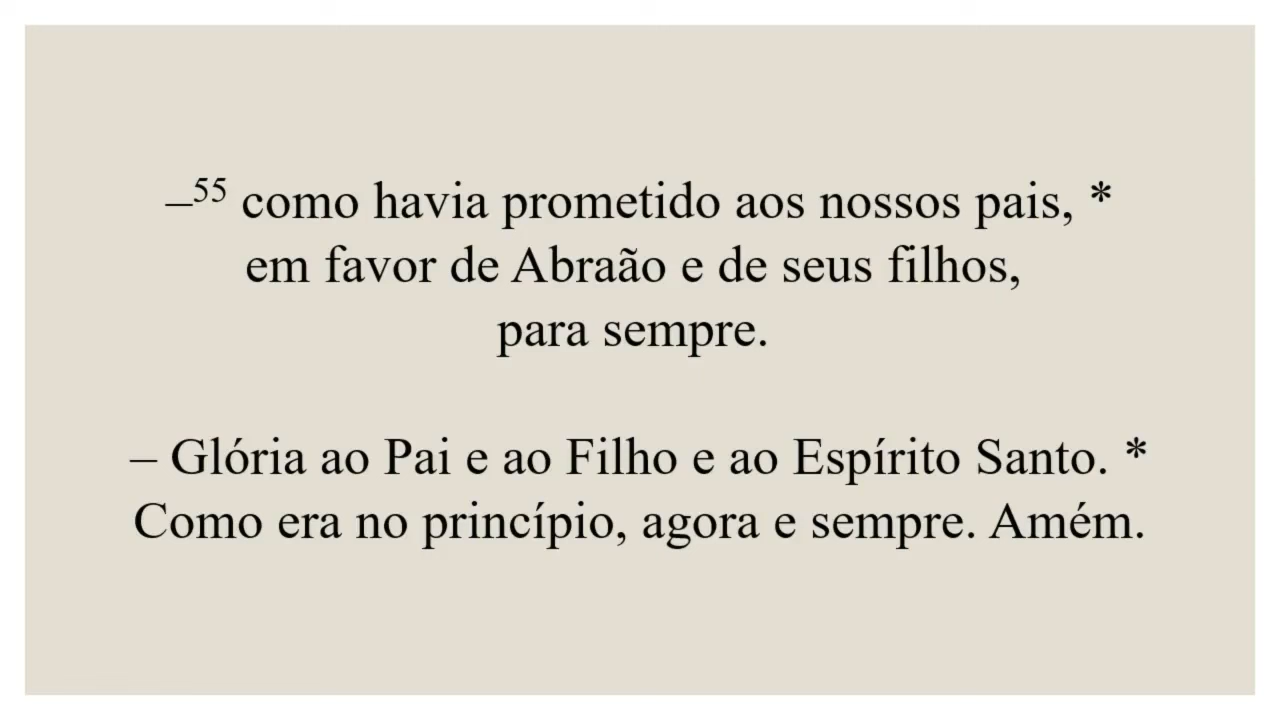 –⁵⁵ como havia prometido aos nossos pais, *
em favor de Abraão e de seus filhos,
para sempre.
– Glória ao Pai e ao Filho e ao Espírito Santo. *
Como era no princípio, agora e sempre. Amém.